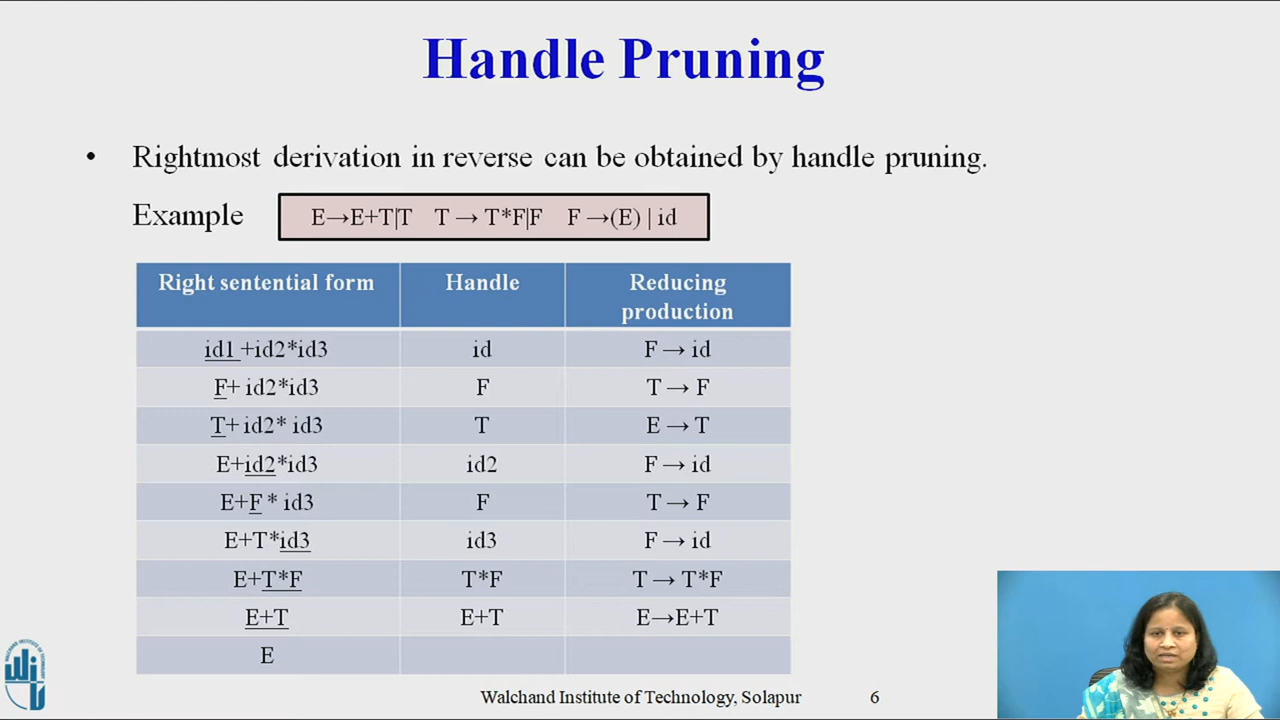 Handle Pruning
• Rightmost derivation in reverse can be obtained by handle pruning.
Example E→E+T|T T → T*F|F F →(E) | id
Right sentential form Handle Reducing production
id1 +id2*id3 id F → id
F+ id2*id3 F T → F
T+ id2* id3 T E → T
E+id2*id3 id2 F → id
E+F * id3 F T → F
E+T*id3 id3 F → id
E+T*F T*F T → T*F
E+T E+T E→E+T
E
Walchand Institute of Technology, Solapur 6